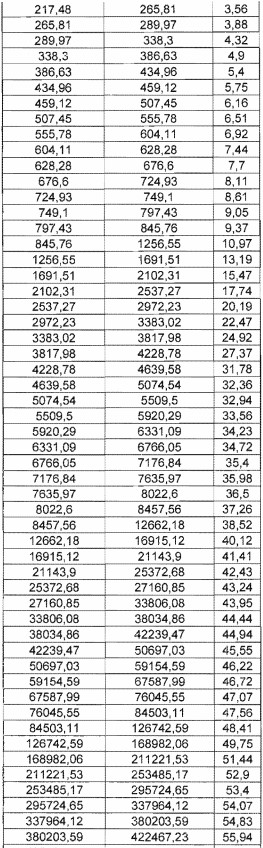 217,48 265,81 3,56
265,81 289,97 3,88
289,97 338,3 4,32
338,3 386,63 4,9
386,63 434,96 5,4
434,96 459,12 5,75
459,12 507,45 6,16
507,45 555,78 6,51
555,78 604,11 6,92
604,11 628,28 7,44
628,28 676,6 7,7
676,6 724,93 8,11
724,93 749,1 8,61
749,1 797,43 9,05
797,43 845,76 9,37
845,76 1256,55 10,97
1256,55 1691,51 13,19
1691,51 2102,31 15,47
2102,31 2537,27 17,74
2537,27 2972,23 20,19
2972,23 3383,02 22,47
3383,02 3817,98 24,92
3817,98 4228,78 27,37
4228,78 4639,58 31,78
4639,58 5074,54 32,36
5074,54 5509,5 32,94
5509,5 5920,29 33,56
5920,29 6331,09 34,23
6331,09 6766,05 34,72
6766,05 7176,84 35,4
7176,84 7635,97 35,98
7635,97 8022,6 36,5
8022,6 8457,56 37,26
8457,56 12662,18 38,52
12662,18 16915,12 40,12
16915,12 21143,9 41,41
21143,9 25372,68 42,43
25372,68 27160,85 43,24
27160,85 33806,08 43,95
33806,08 38034,86 44,44
38034,86 42239,47 44,94
42239,47 50697,03 45,55
50697,03 59154,59 46,22
59154,59 67587,99 46,72
67587,99 76045,55 47,07
76045,55 84503,11 47,56
84503,11 126742,59 48,41
126742,59 168982,06 49,75
168982,06 211221,53 51,44
211221,53 253485,17 52,9
253485,17 295724,65 53,4
295724,65 337964,12 54,07
337964,12 380203,59 54,83
380203,59 422467,23 55,94